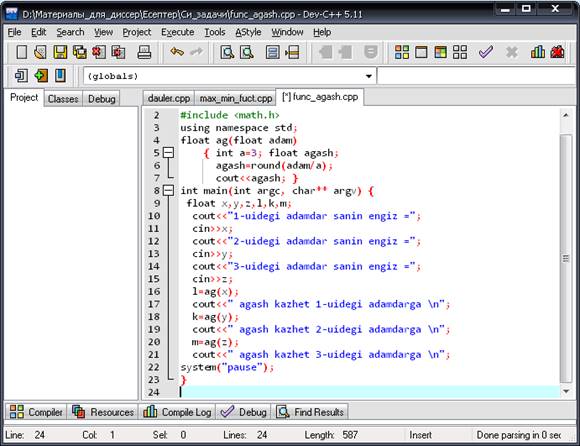 D:\Материалы_для_диссер\Есептер\Си_задачи\func_agash.cpp - Dev-C++ 5.11
File Edit Search View Project Execute Tools AStyle Window Help
(globals)
Project Classes Debug
dauler.cpp max_min_fuct.cpp [*] func_agash.cpp
2 #include <math.h>
3 using namespace std;
4 float ag(float adam)
5 { int a=3; float agash;
6 agash=round(adam/a);
7 cout<<agash; }
8 int main(int argc, char** argv) {
9 float x,y,z,l,k,m;
10 cout<<"1-uidegi adamdar sanin engiz =";
11 cin>>x;
12 cout<<"2-uidegi adamdar sanin engiz =";
13 cin>>y;
14 cout<<"3-uidegi adamdar sanin engiz =";
15 cin>>z;
16 l=ag(x);
17 cout<<" agash kazhet 1-uidegi adamdarga \n";
18 k=ag(y);
19 cout<<" agash kazhet 2-uidegi adamdarga \n";
20 m=ag(z);
21 cout<<" agash kazhet 3-uidegi adamdarga \n";
22 system("pause");
23 }
24
Compiler Resources Compile Log Debug Find Results
Line: 24 Col: 1 Sel: 0 Lines: 24 Length: 587 Insert Done parsing in 0 sec